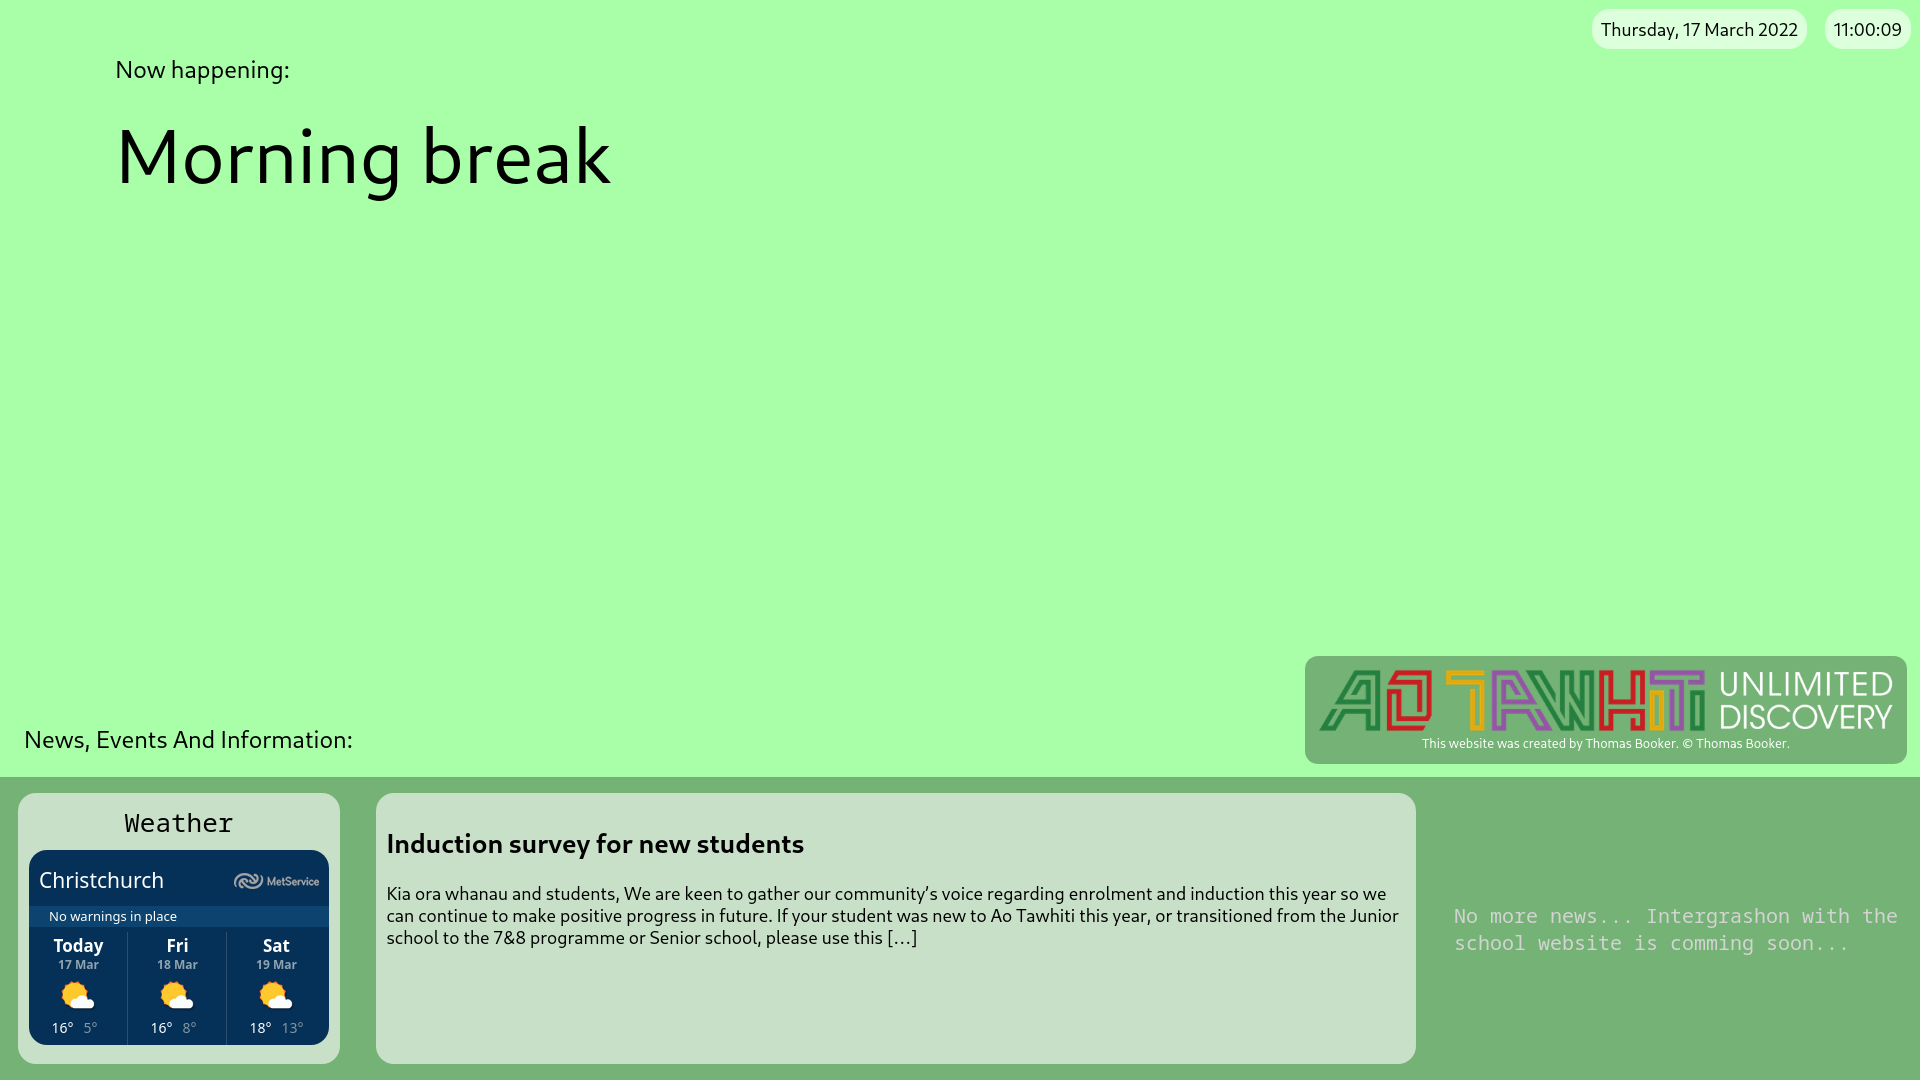 Thursday, 17 March 2022
11:00:09
Now happening:
Morning break
AO TAWHITI
UNLIMITED
DISCOVERY
This website was created by Thomas Booker. © Thomas Booker.
News, Events And Information:
Weather
Christchurch
MetService
No warnings in place
Today
17 Mar
16° 5°
Fri
18 Mar
16° 8°
Sat
19 Mar
18° 13°
Induction survey for new students
Kia ora whanau and students, We are keen to gather our community’s voice regarding enrolment and induction this year so we
can continue to make positive progress in future. If your student was new to Ao Tawhiti this year, or transitioned from the Junior
school to the 7&8 programme or Senior school, please use this […]
No more news... Intergrashon with the
school website is comming soon...